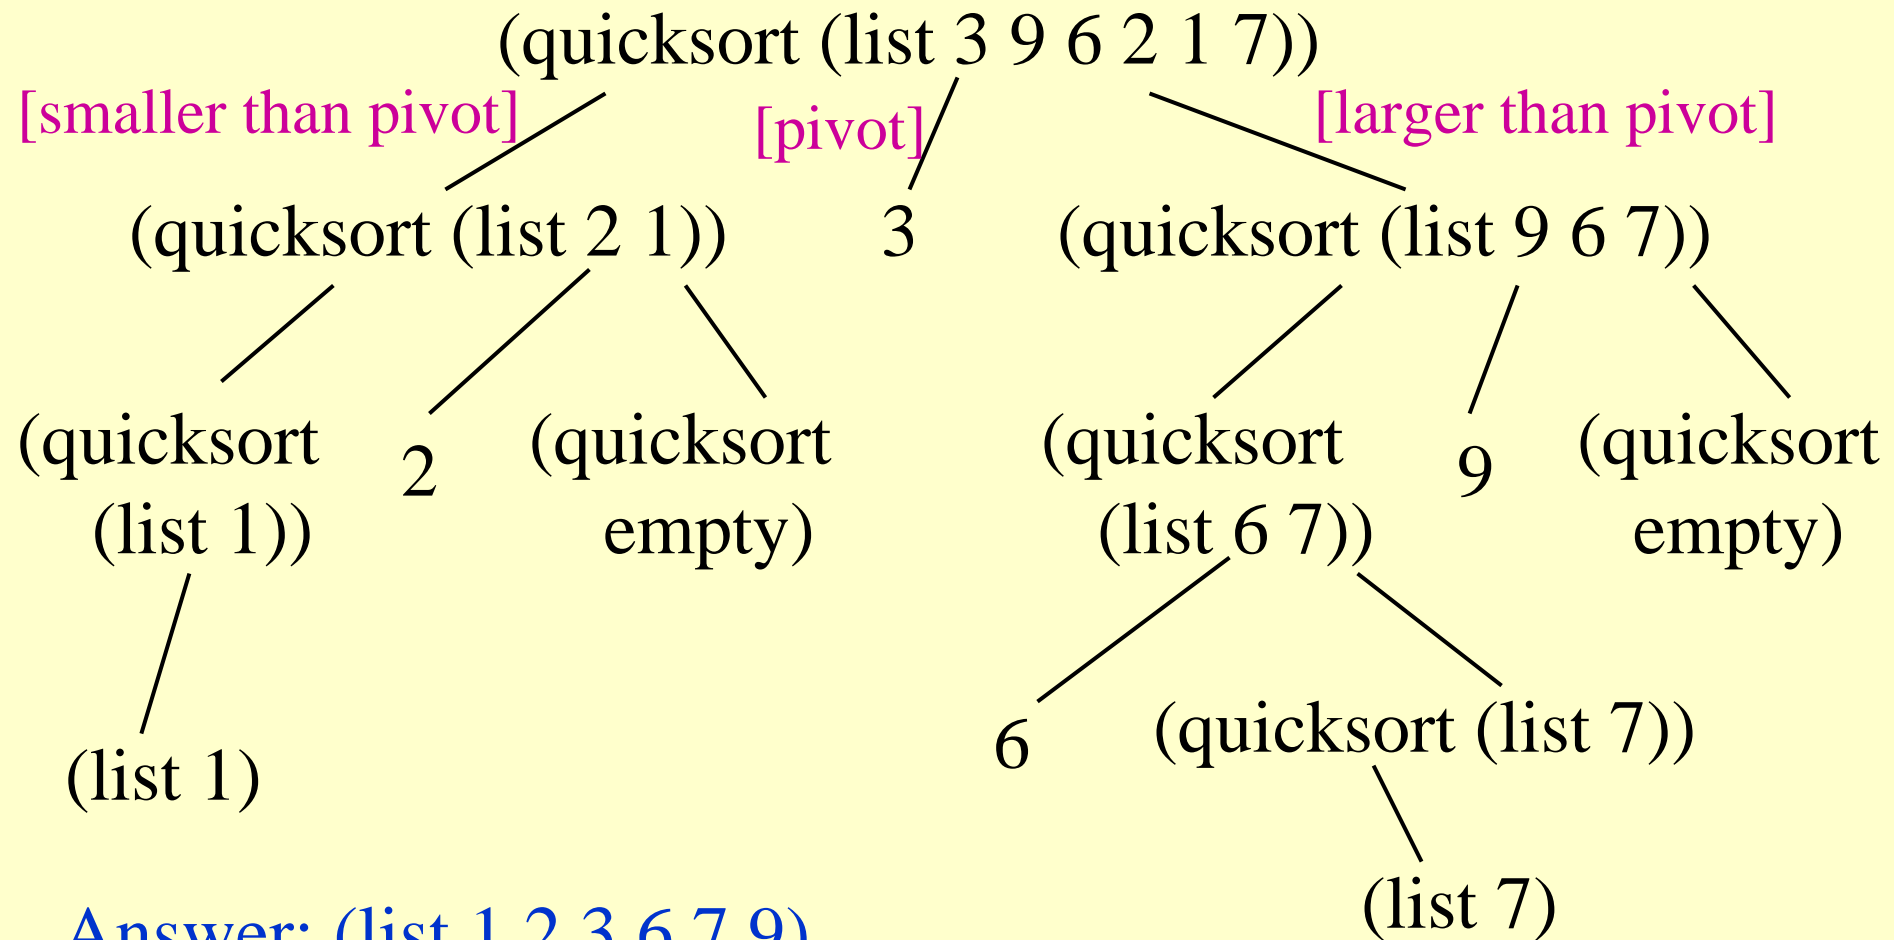 (quicksort (list 3 9 6 2 1 7))
[smaller than pivot]
[pivot]
[larger than pivot]
(quicksort (list 2 1))
3
(quicksort (list 9 6 7))
(quicksort
(list 1))
2
(quicksort
empty)
(quicksort
(list 6 7))
9
(quicksort
empty)
(list 1)
6
(quicksort (list 7))
(list 7)
Answer: (list 1 2 3 6 7 9)